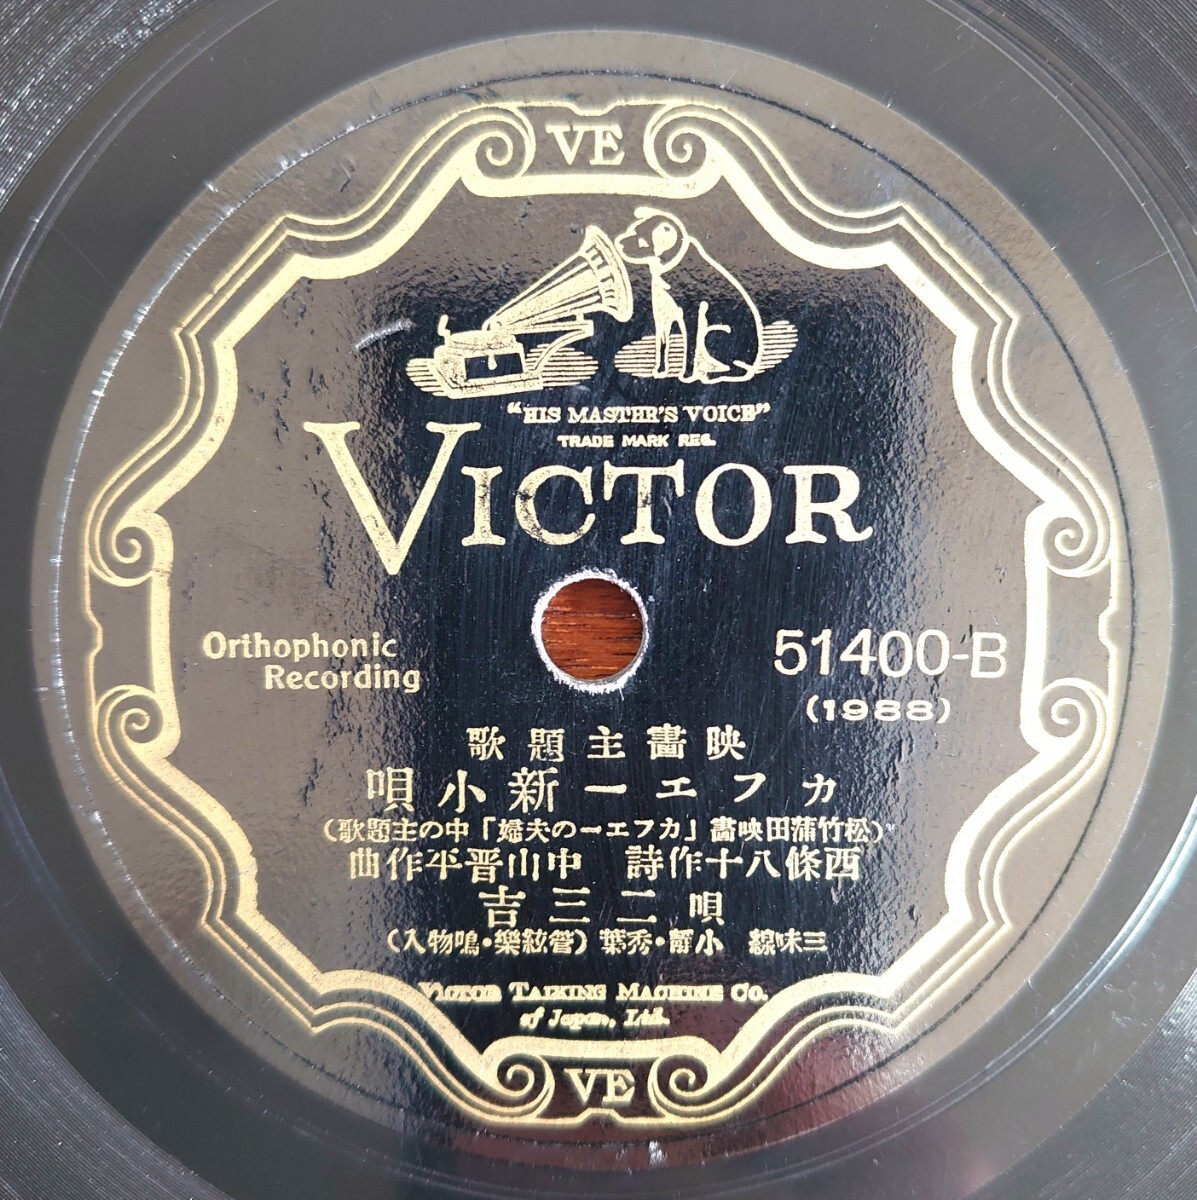 VE
"HIS MASTER'S VOICE"
TRADE MARK REG.
VICTOR
Orthophonic
Recording
51400-B
(1988)
映畵主題歌
カフエー新小唄
(松竹蒲田映畵「カフエーの夫婦」中の主題歌)
西條八十作詩 中山晋平作曲
唄 二三吉
三味線 小靜・秀葉(管絃樂・鳴物入)
VICTOR TALKING MACHINE CO.
of Japan, Ltd.
VE